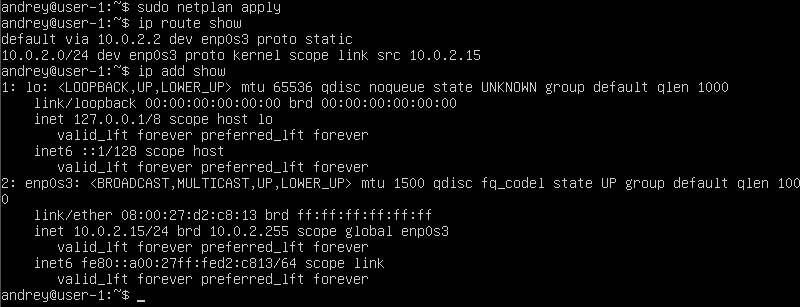 andrey@user-1:~$ sudo netplan apply
andrey@user-1:~$ ip route show
default via 10.0.2.2 dev enp0s3 proto static
10.0.2.0/24 dev enp0s3 proto kernel scope link src 10.0.2.15
andrey@user-1:~$ ip add show
1: lo: <LOOPBACK,UP,LOWER_UP> mtu 65536 qdisc noqueue state UNKNOWN group default qlen 1000
    link/loopback 00:00:00:00:00:00 brd 00:00:00:00:00:00
    inet 127.0.0.1/8 scope host lo
       valid_lft forever preferred_lft forever
    inet6 ::1/128 scope host
       valid_lft forever preferred_lft forever
2: enp0s3: <BROADCAST,MULTICAST,UP,LOWER_UP> mtu 1500 qdisc fq_codel state UP group default qlen 100
0
    link/ether 08:00:27:d2:c8:13 brd ff:ff:ff:ff:ff:ff
    inet 10.0.2.15/24 brd 10.0.2.255 scope global enp0s3
       valid_lft forever preferred_lft forever
    inet6 fe80::a00:27ff:fed2:c813/64 scope link
       valid_lft forever preferred_lft forever
andrey@user-1:~$ _